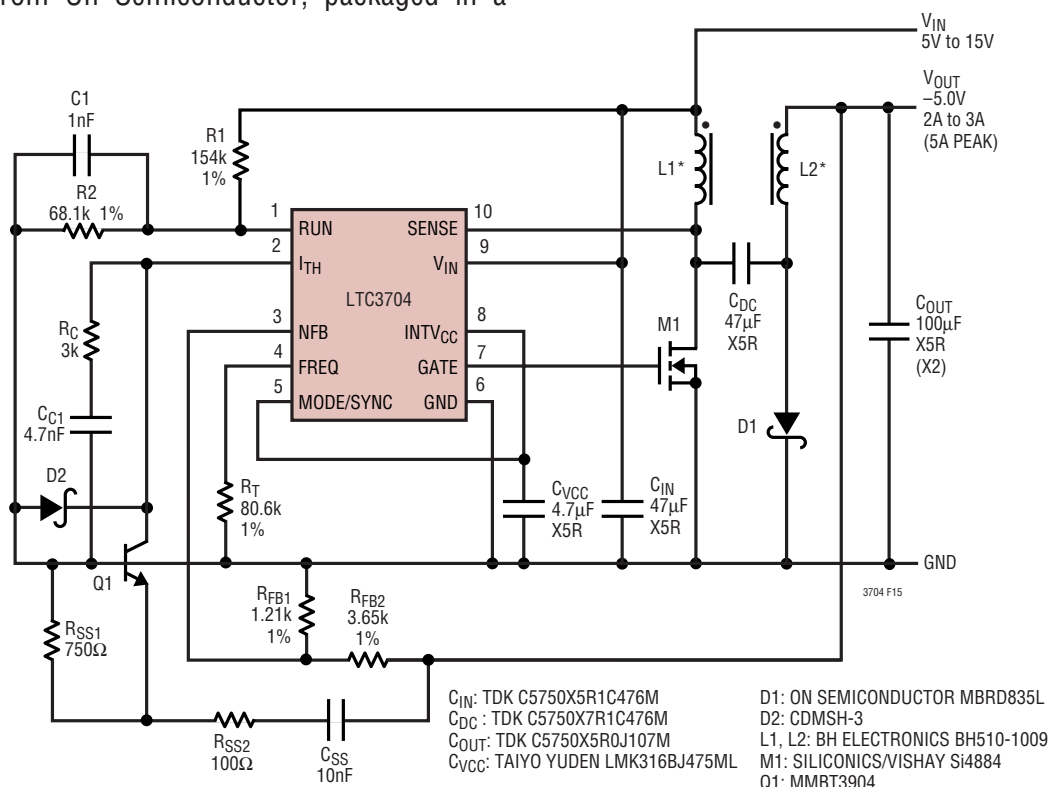 from On Semiconductor, packaged in a
VIN
5V to 15V
VOUT
–5.0V
2A to 3A
(5A PEAK)
C1
1nF
R1
154k
1%
L1*
L2*
R2
68.1k 1%
1
RUN
SENSE
10
2
ITH
VIN
9
LTC3704
3
NFB
INTVCC
8
4
FREQ
GATE
7
5
MODE/SYNC
GND
6
RC
3k
CC1
4.7nF
M1
CDC
47µF
X5R
COUT
100µF
X5R
(X2)
D1
D2
RT
80.6k
1%
CVCC
4.7µF
X5R
CIN
47µF
X5R
GND
Q1
3704 F15
RSS1
750Ω
RFB1
1.21k
1%
RFB2
3.65k
1%
RSS2
100Ω
CSS
10nF
CIN: TDK C5750X5R1C476M
CDC : TDK C5750X7R1C476M
COUT: TDK C5750X5R0J107M
CVCC: TAIYO YUDEN LMK316BJ475ML
D1: ON SEMICONDUCTOR MBRD835L
D2: CDMSH-3
L1, L2: BH ELECTRONICS BH510-1009
M1: SILICONICS/VISHAY Si4884
Q1: MMBT3904